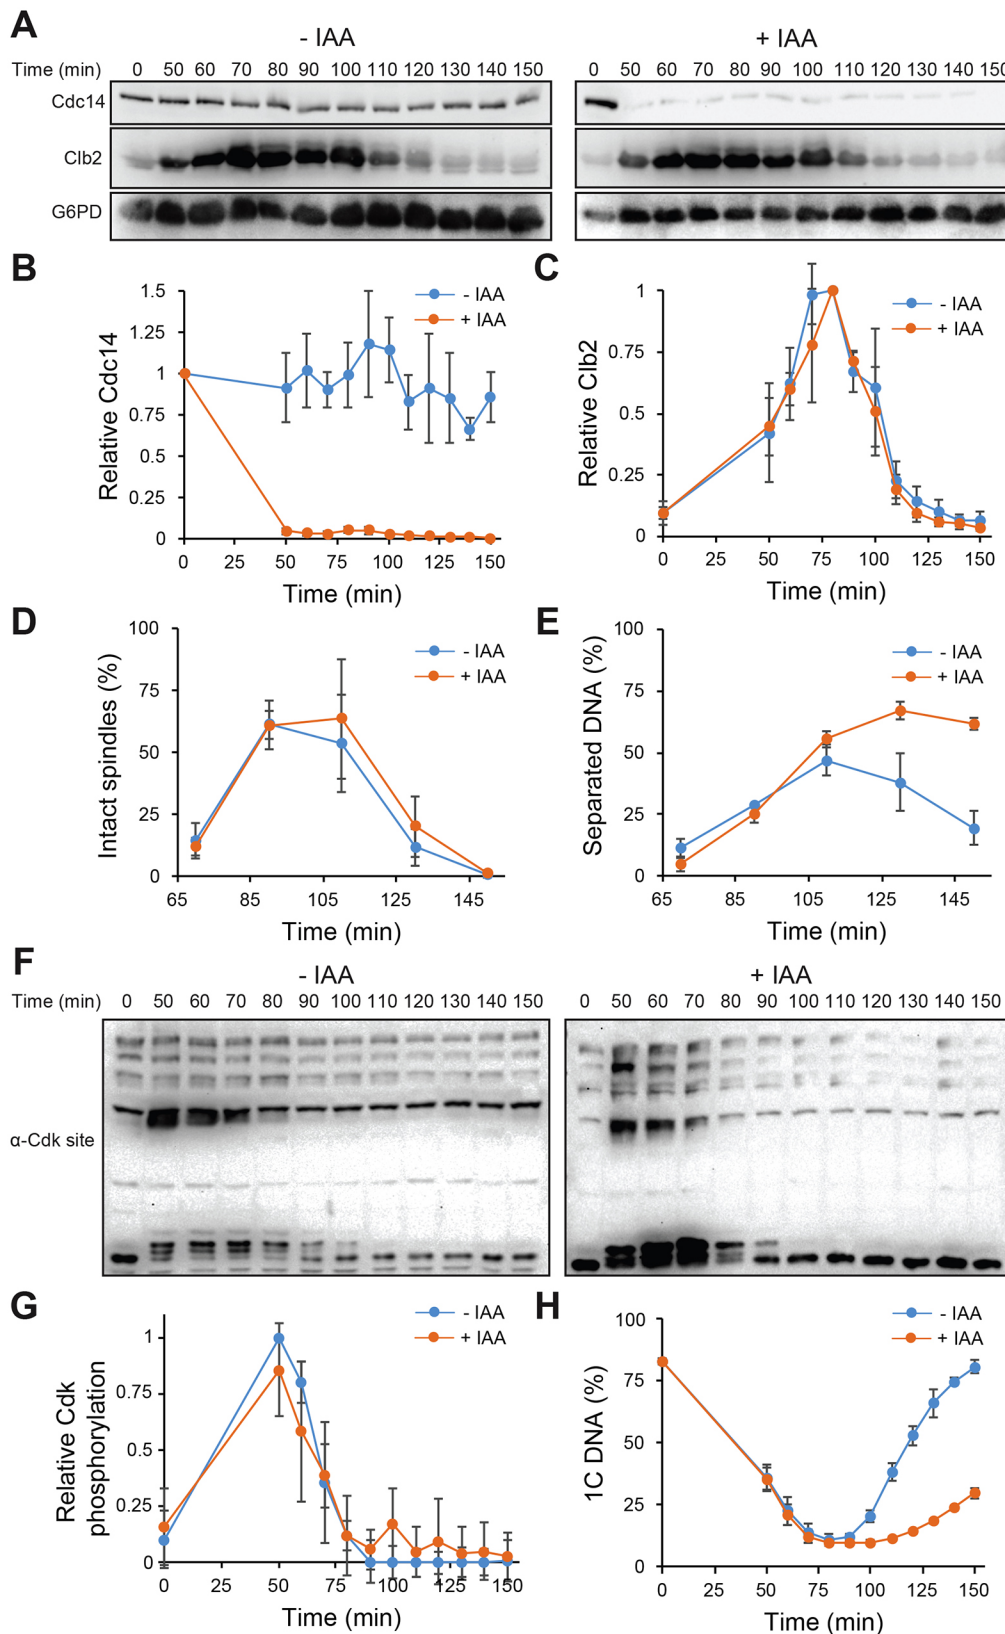 A
- IAA
+ IAA
Time (min) 0 50 60 70 80 90 100 110 120 130 140 150
0 50 60 70 80 90 100 110 120 130 140 150
Cdc14
Clb2
G6PD
B
- IAA
+ IAA
1.5
1.25
1
0.75
0.5
0.25
0
Relative Cdc14
0 25 50 75 100 125 150
Time (min)
C
- IAA
+ IAA
1
0.75
0.5
0.25
0
Relative Clb2
0 25 50 75 100 125 150
Time (min)
D
- IAA
+ IAA
100
75
50
25
0
Intact spindles (%)
65 85 105 125 145
Time (min)
E
- IAA
+ IAA
100
75
50
25
0
Separated DNA (%)
65 85 105 125 145
Time (min)
F
- IAA
+ IAA
Time (min) 0 50 60 70 80 90 100 110 120 130 140 150
0 50 60 70 80 90 100 110 120 130 140 150
α-Cdk site
G
- IAA
+ IAA
1
0.75
0.5
0.25
0
Relative Cdk
phosphorylation
0 25 50 75 100 125 150
Time (min)
H
- IAA
+ IAA
100
75
50
25
0
1C DNA (%)
0 25 50 75 100 125 150
Time (min)